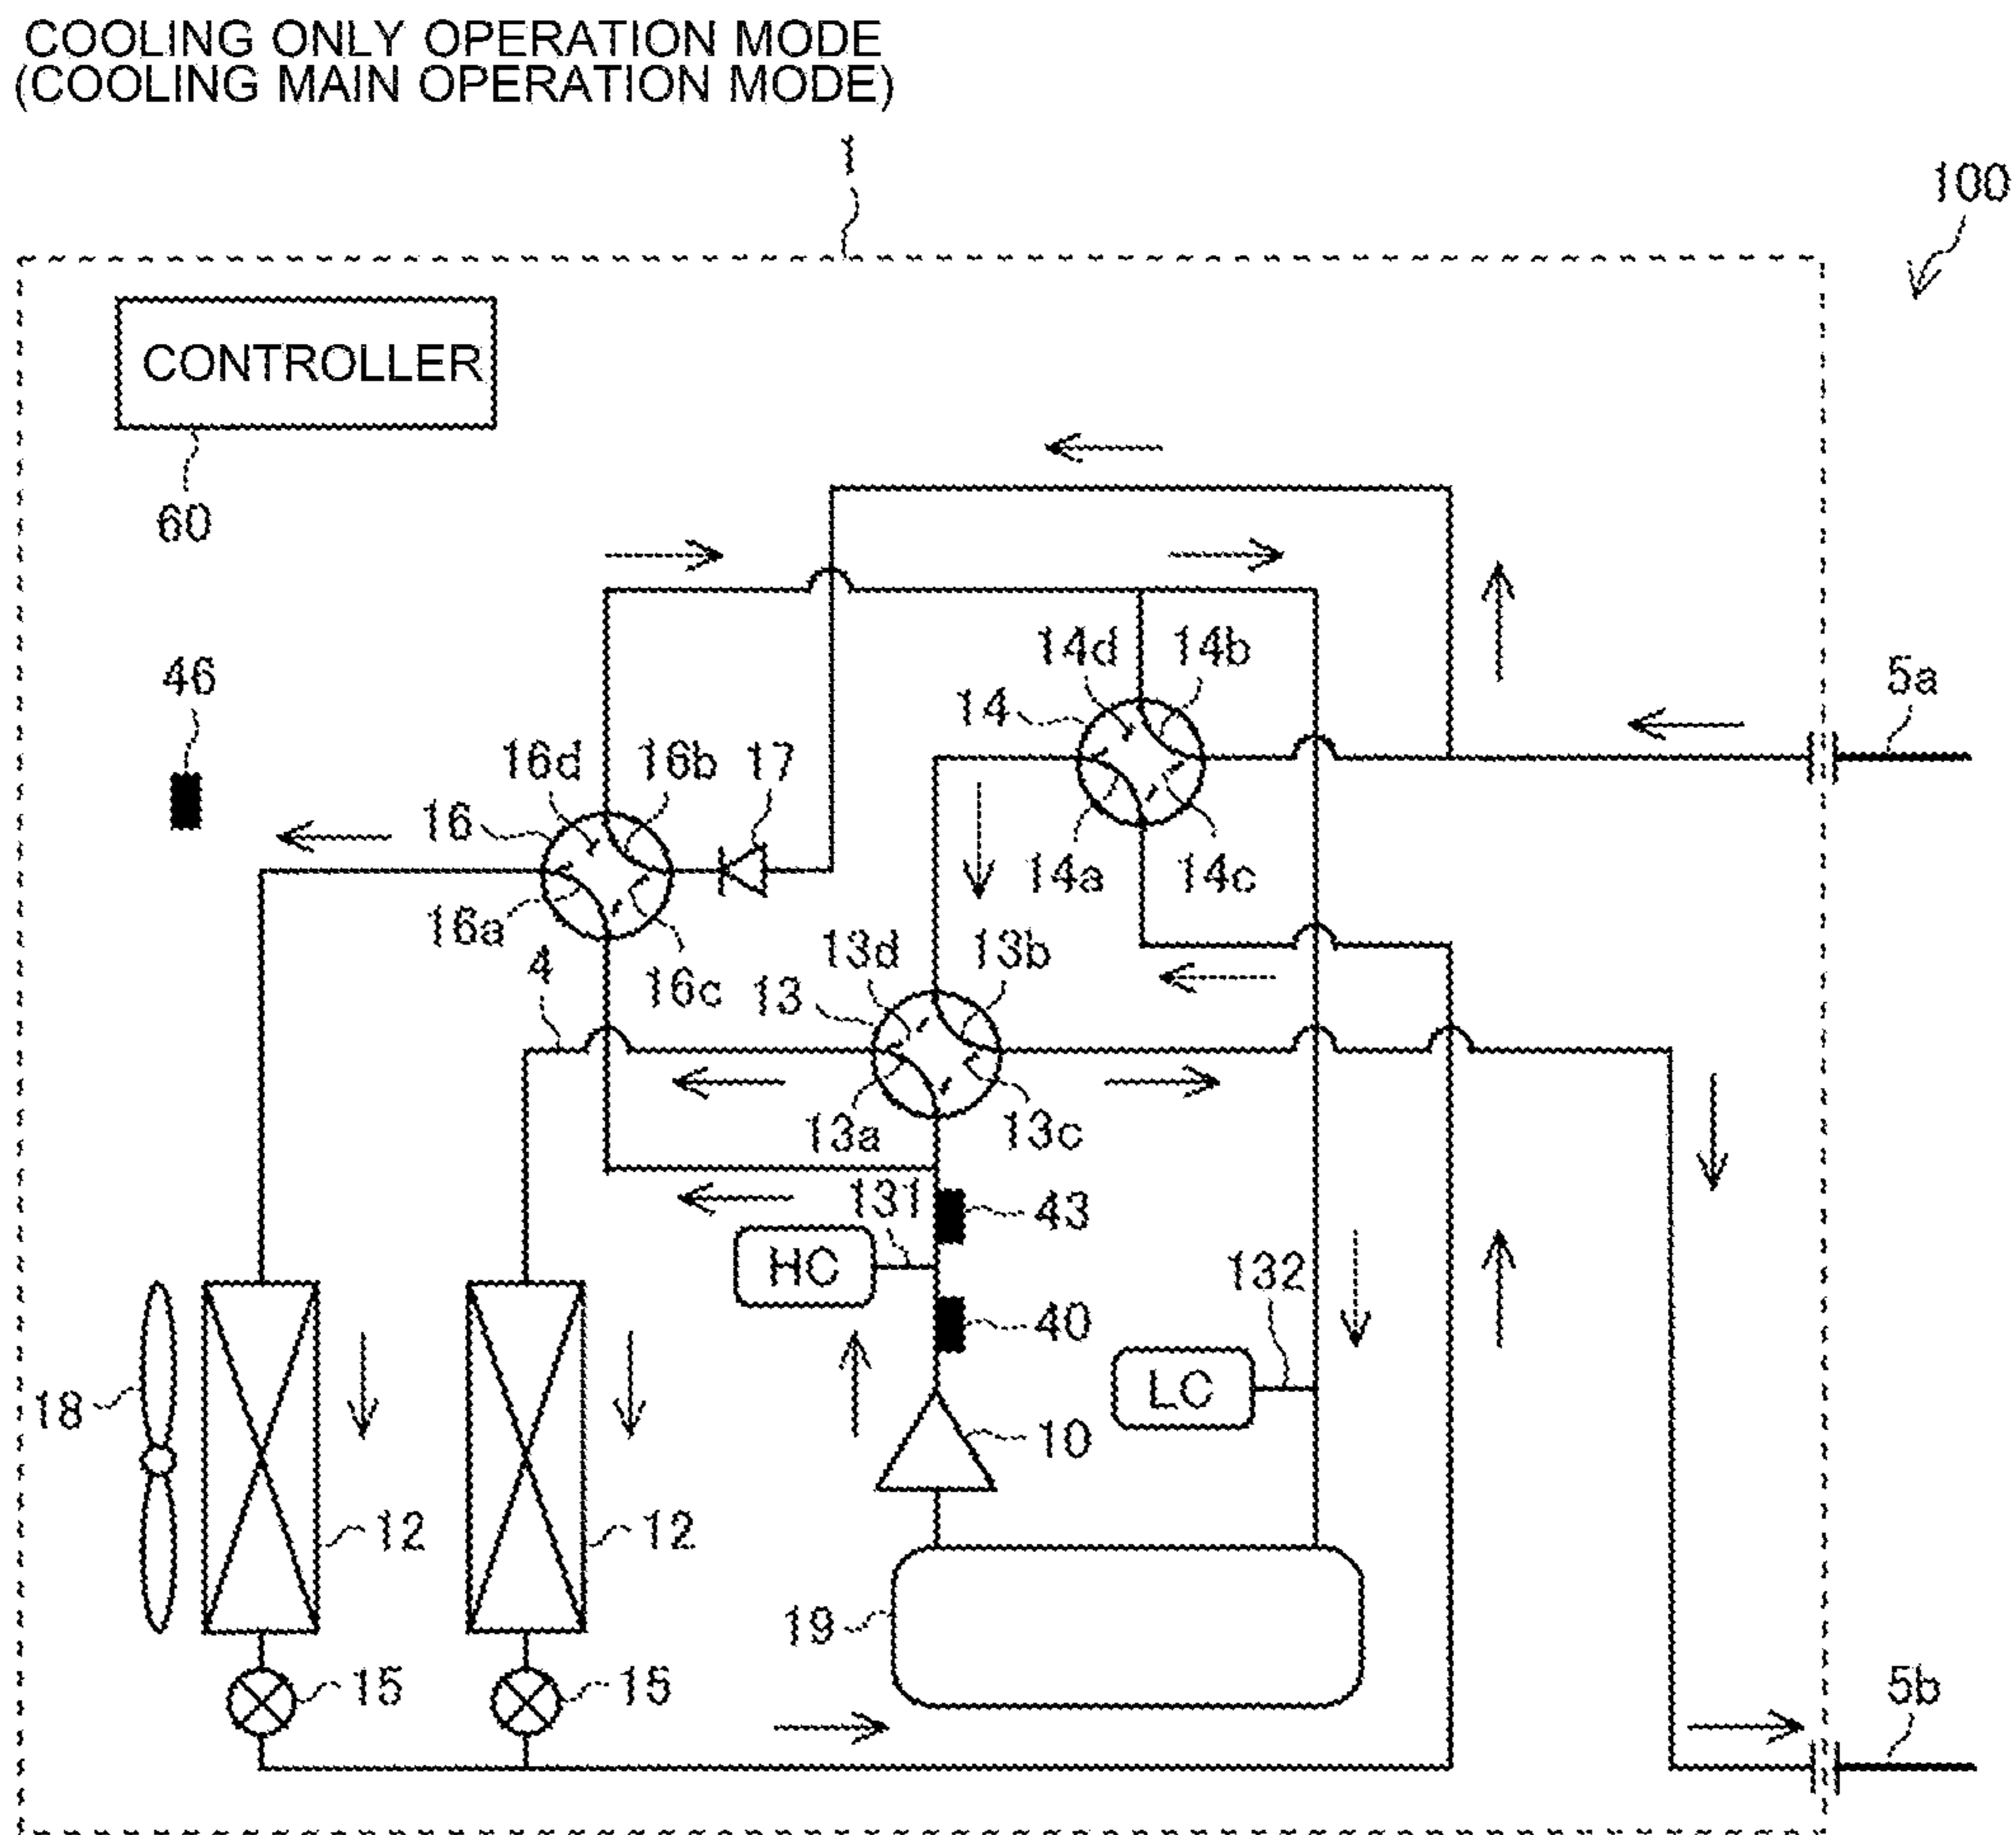 COOLING ONLY OPERATION MODE
(COOLING MAIN OPERATION MODE)
1
100
CONTROLLER
60
46
14d 14b
14
5a
16d 16b 17
16
14a 14c
16a
13d 13b
4
16c 13
13a 13c
131
43
HC
132
40
LC
18
10
12 12
19
15 15
5b